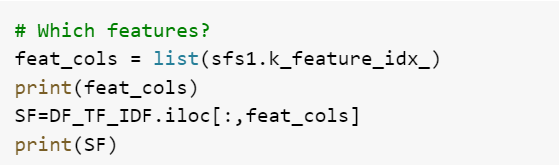 # Which features?
feat_cols = list(sfs1.k_feature_idx_)
print(feat_cols)
SF=DF_TF_IDF.iloc[:,feat_cols]
print(SF)